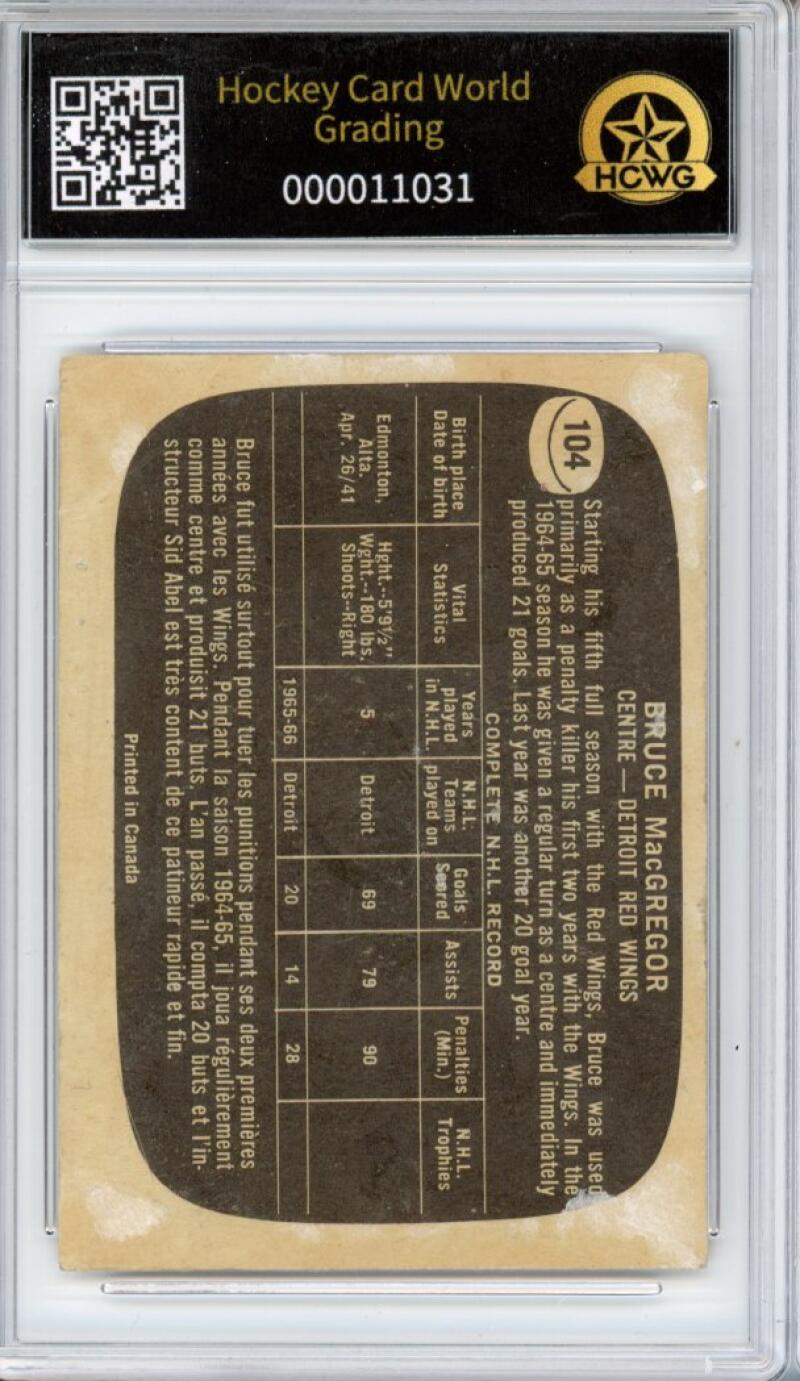 Hockey Card World
Grading
000011031
HCWG
104
BRUCE MacGREGOR
CENTRE — DETROIT RED WINGS
Starting his fifth full season with the Red Wings, Bruce was used
primarily as a penalty killer his first two years with the Wings. In the
1964-65 season he was given a regular turn as a centre and immediately
produced 21 goals. Last year was another 20 goal year.
COMPLETE N.H.L. RECORD
Birth place
Date of birth
Vital
Statistics
Years
played
in N.H.L.
N.H.L.
Teams
played on
Goals
Scored
Assists
Penalties
(Min.)
N.H.L.
Trophies
Edmonton,
Alta.
Apr. 26/41
Hght.--5'9½"
Wght.--180 lbs.
Shoots--Right
5
Detroit
69
79
90
1965-66
Detroit
20
14
28
Bruce fut utilisé surtout pour tuer les punitions pendant ses deux premières
années avec les Wings. Pendant la saison 1964-65, il joua régulièrement
comme centre et produisit 21 buts. L'an passé, il compta 20 buts et l'in-
structeur Sid Abel est très content de ce patineur rapide et fin.
Printed in Canada